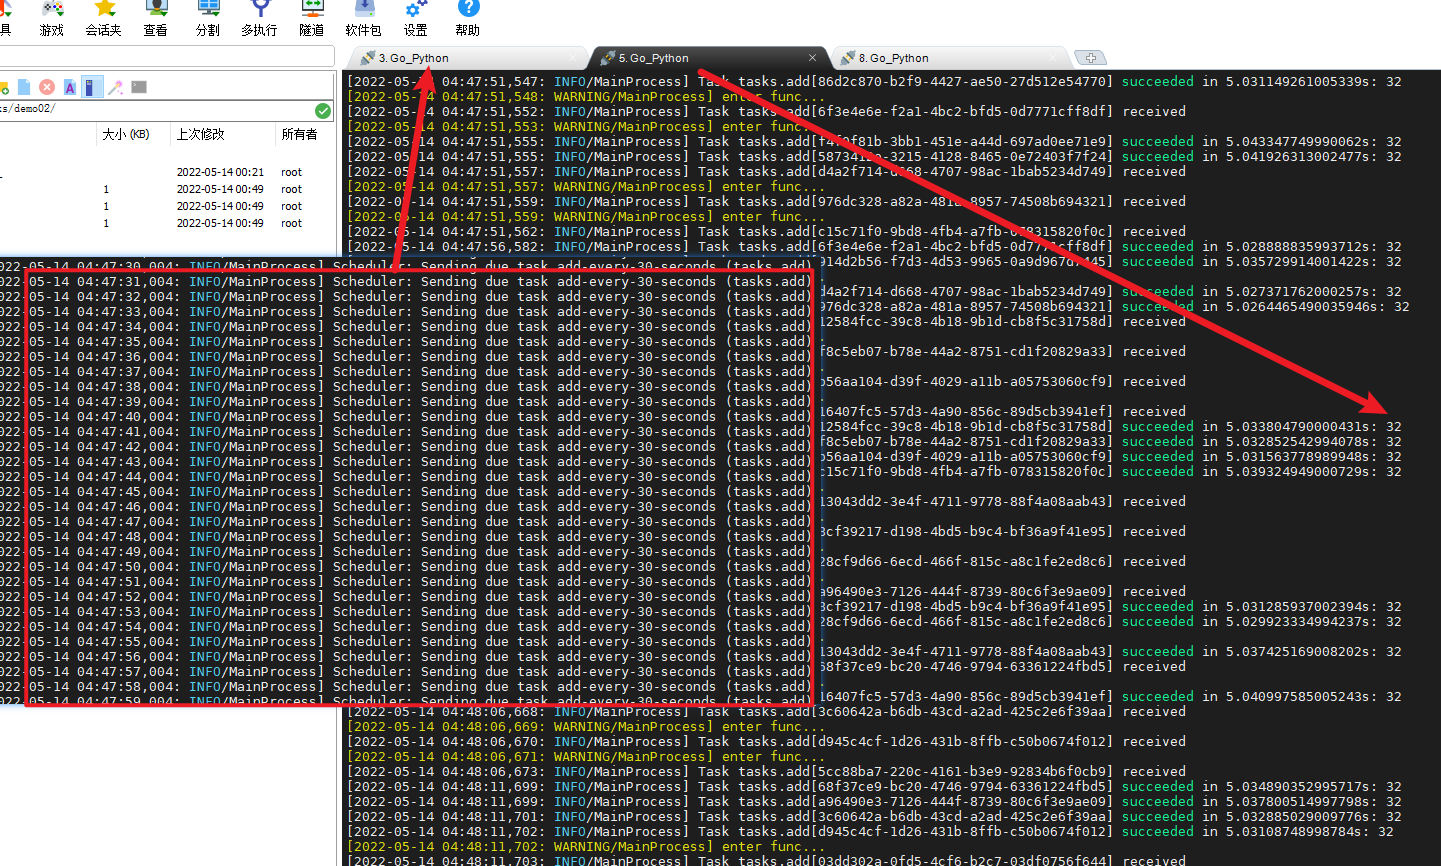 具 游戏 会话夹 查看 分割 多执行 隧道 软件包 设置 帮助
3. Go_Python
5. Go_Python
8. Go_Python
ks/demo02/
大小 (KB) 上次修改 所有者
2022-05-14 00:21 root
1 2022-05-14 00:49 root
1 2022-05-14 00:49 root
1 2022-05-14 00:49 root
[2022-05-14 04:47:51,547: INFO/MainProcess] Task tasks.add[86d2c870-b2f9-4427-ae50-27d512e54770] succeeded in 5.031149261005339s: 32
[2022-05-14 04:47:51,548: WARNING/MainProcess] enter func...
[2022-05-14 04:47:51,552: INFO/MainProcess] Task tasks.add[6f3e4e6e-f2a1-4bc2-bfd5-0d7771cff8df] received
[2022-05-14 04:47:51,553: WARNING/MainProcess] enter func...
[2022-05-14 04:47:51,555: INFO/MainProcess] Task succeeded in 5.043347749990062s: 32
[2022-05-14 04:47:51,555: INFO/MainProcess] Task succeeded in 5.041926313002477s: 32
[2022-05-14 04:47:51,557: INFO/MainProcess] Task tasks.add[d4a2f714-d668-4707-98ac-1bab5234d749] received
[2022-05-14 04:47:51,557: WARNING/MainProcess] enter func...
[2022-05-14 04:47:51,559: INFO/MainProcess] Task tasks.add[976dc328-a82a-481a-8957-74508b694321] received
[2022-05-14 04:47:51,559: WARNING/MainProcess] enter func...
[2022-05-14 04:47:51,562: INFO/MainProcess] Task tasks.add[c15c71f0-9bd8-4fb4-a7fb-078315820f0c] received
[2022-05-14 04:47:56,582: INFO/MainProcess] Task tasks.add[6f3e4e6e-f2a1-4bc2-bfd5-0d7771cff8df] succeeded in 5.028888835993712s: 32
022-05-14 04:47:30,004: INFO/MainProcess] Scheduler: Sending due task add-every-30-seconds (tasks.add)
022-05-14 04:47:31,004: INFO/MainProcess] Scheduler: Sending due task add-every-30-seconds (tasks.add)
022-05-14 04:47:32,004: INFO/MainProcess] Scheduler: Sending due task add-every-30-seconds (tasks.add)
022-05-14 04:47:33,004: INFO/MainProcess] Scheduler: Sending due task add-every-30-seconds (tasks.add)
022-05-14 04:47:34,004: INFO/MainProcess] Scheduler: Sending due task add-every-30-seconds (tasks.add)
022-05-14 04:47:35,004: INFO/MainProcess] Scheduler: Sending due task add-every-30-seconds (tasks.add)
022-05-14 04:47:36,004: INFO/MainProcess] Scheduler: Sending due task add-every-30-seconds (tasks.add)
022-05-14 04:47:37,004: INFO/MainProcess] Scheduler: Sending due task add-every-30-seconds (tasks.add)
022-05-14 04:47:38,004: INFO/MainProcess] Scheduler: Sending due task add-every-30-seconds (tasks.add)
022-05-14 04:47:39,004: INFO/MainProcess] Scheduler: Sending due task add-every-30-seconds (tasks.add)
022-05-14 04:47:40,004: INFO/MainProcess] Scheduler: Sending due task add-every-30-seconds (tasks.add)
022-05-14 04:47:41,004: INFO/MainProcess] Scheduler: Sending due task add-every-30-seconds (tasks.add)
022-05-14 04:47:42,004: INFO/MainProcess] Scheduler: Sending due task add-every-30-seconds (tasks.add)
022-05-14 04:47:43,004: INFO/MainProcess] Scheduler: Sending due task add-every-30-seconds (tasks.add)
022-05-14 04:47:44,004: INFO/MainProcess] Scheduler: Sending due task add-every-30-seconds (tasks.add)
022-05-14 04:47:45,004: INFO/MainProcess] Scheduler: Sending due task add-every-30-seconds (tasks.add)
022-05-14 04:47:46,004: INFO/MainProcess] Scheduler: Sending due task add-every-30-seconds (tasks.add)
022-05-14 04:47:47,004: INFO/MainProcess] Scheduler: Sending due task add-every-30-seconds (tasks.add)
022-05-14 04:47:48,004: INFO/MainProcess] Scheduler: Sending due task add-every-30-seconds (tasks.add)
022-05-14 04:47:49,004: INFO/MainProcess] Scheduler: Sending due task add-every-30-seconds (tasks.add)
022-05-14 04:47:50,004: INFO/MainProcess] Scheduler: Sending due task add-every-30-seconds (tasks.add)
022-05-14 04:47:51,004: INFO/MainProcess] Scheduler: Sending due task add-every-30-seconds (tasks.add)
022-05-14 04:47:52,004: INFO/MainProcess] Scheduler: Sending due task add-every-30-seconds (tasks.add)
022-05-14 04:47:53,004: INFO/MainProcess] Scheduler: Sending due task add-every-30-seconds (tasks.add)
022-05-14 04:47:54,004: INFO/MainProcess] Scheduler: Sending due task add-every-30-seconds (tasks.add)
022-05-14 04:47:55,004: INFO/MainProcess] Scheduler: Sending due task add-every-30-seconds (tasks.add)
022-05-14 04:47:56,004: INFO/MainProcess] Scheduler: Sending due task add-every-30-seconds (tasks.add)
022-05-14 04:47:57,004: INFO/MainProcess] Scheduler: Sending due task add-every-30-seconds (tasks.add)
022-05-14 04:47:58,004: INFO/MainProcess] Scheduler: Sending due task add-every-30-seconds (tasks.add)
022-05-14 04:47:59,004: INFO/MainProcess] Scheduler: Sending due task add-every-30-seconds (tasks.add)
914d2b56-f7d3-4d53-9965-0a9d967d7445] succeeded in 5.035729914001422s: 32
d4a2f714-d668-4707-98ac-1bab5234d749] succeeded in 5.027371762000257s: 32
976dc328-a82a-481a-8957-74508b694321] succeeded in 5.0264465490035946s: 32
12584fcc-39c8-4b18-9b1d-cb8f5c31758d] received
f8c5eb07-b78e-44a2-8751-cd1f20829a33] received
b56aa104-d39f-4029-a11b-a05753060cf9] received
16407fc5-57d3-4a90-856c-89d5cb3941ef] received
12584fcc-39c8-4b18-9b1d-cb8f5c31758d] succeeded in 5.033804790000431s: 32
f8c5eb07-b78e-44a2-8751-cd1f20829a33] succeeded in 5.032852542994078s: 32
b56aa104-d39f-4029-a11b-a05753060cf9] succeeded in 5.031563778989948s: 32
c15c71f0-9bd8-4fb4-a7fb-078315820f0c] succeeded in 5.039324949000729s: 32
13043dd2-3e4f-4711-9778-88f4a08aab43] received
8cf39217-d198-4bd5-b9c4-bf36a9f41e95] received
28cf9d66-6ecd-466f-815c-a8c1fe2ed8c6] received
a96490e3-7126-444f-8739-80c6f3e9ae09] received
8cf39217-d198-4bd5-b9c4-bf36a9f41e95] succeeded in 5.031285937002394s: 32
28cf9d66-6ecd-466f-815c-a8c1fe2ed8c6] succeeded in 5.029923334994237s: 32
13043dd2-3e4f-4711-9778-88f4a08aab43] succeeded in 5.037425169008202s: 32
68f37ce9-bc20-4746-9794-63361224fbd5] received
16407fc5-57d3-4a90-856c-89d5cb3941ef] succeeded in 5.040997585005243s: 32
[2022-05-14 04:48:06,668: INFO/MainProcess] Task tasks.add[3c60642a-b6db-43cd-a2ad-425c2e6f39aa] received
[2022-05-14 04:48:06,669: WARNING/MainProcess] enter func...
[2022-05-14 04:48:06,670: INFO/MainProcess] Task tasks.add[d945c4cf-1d26-431b-8ffb-c50b0674f012] received
[2022-05-14 04:48:06,671: WARNING/MainProcess] enter func...
[2022-05-14 04:48:06,673: INFO/MainProcess] Task tasks.add[5cc88ba7-220c-4161-b3e9-92834b6f0cb9] received
[2022-05-14 04:48:11,699: INFO/MainProcess] Task tasks.add[68f37ce9-bc20-4746-9794-63361224fbd5] succeeded in 5.034890352995717s: 32
[2022-05-14 04:48:11,699: INFO/MainProcess] Task tasks.add[a96490e3-7126-444f-8739-80c6f3e9ae09] succeeded in 5.037800514997798s: 32
[2022-05-14 04:48:11,701: INFO/MainProcess] Task tasks.add[3c60642a-b6db-43cd-a2ad-425c2e6f39aa] succeeded in 5.032885029009776s: 32
[2022-05-14 04:48:11,702: INFO/MainProcess] Task tasks.add[d945c4cf-1d26-431b-8ffb-c50b0674f012] succeeded in 5.03108748998784s: 32
[2022-05-14 04:48:11,702: WARNING/MainProcess] enter func...
[2022-05-14 04:48:11,703: INFO/MainProcess] Task tasks.add[03dd302a-0fd5-4cf6-b2c7-03df0756f644] received